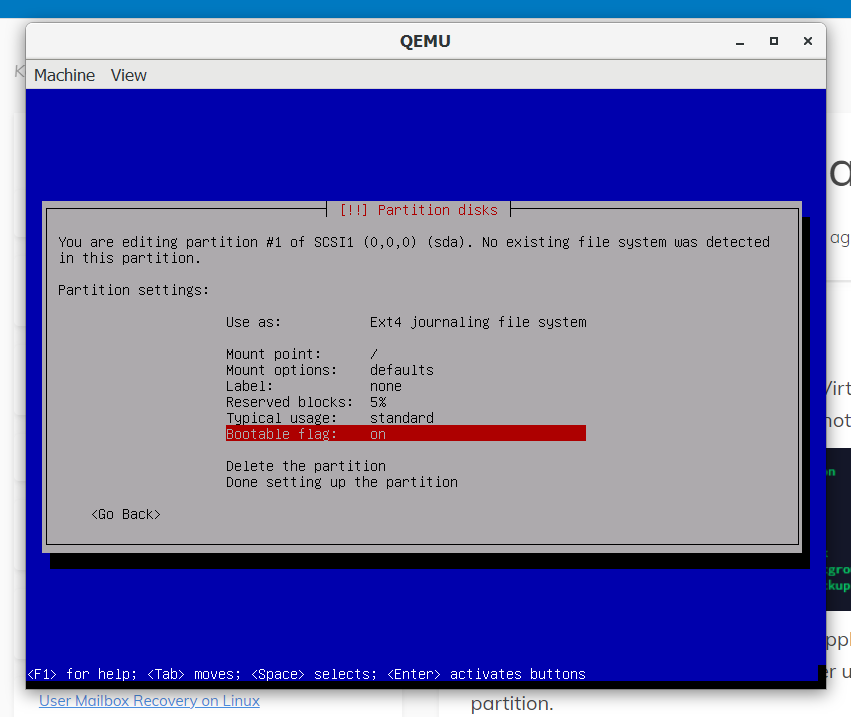 QEMU
Machine View
[!!] Partition disks
You are editing partition #1 of SCSI1 (0,0,0) (sda). No existing file system was detected
in this partition.
Partition settings:
Use as: Ext4 journaling file system
Mount point: /
Mount options: defaults
Label: none
Reserved blocks: 5%
Typical usage: standard
Bootable flag: on
Delete the partition
Done setting up the partition
<Go Back>
<F1> for help; <Tab> moves; <Space> selects; <Enter> activates buttons
User Mailbox Recovery on Linux
partition.